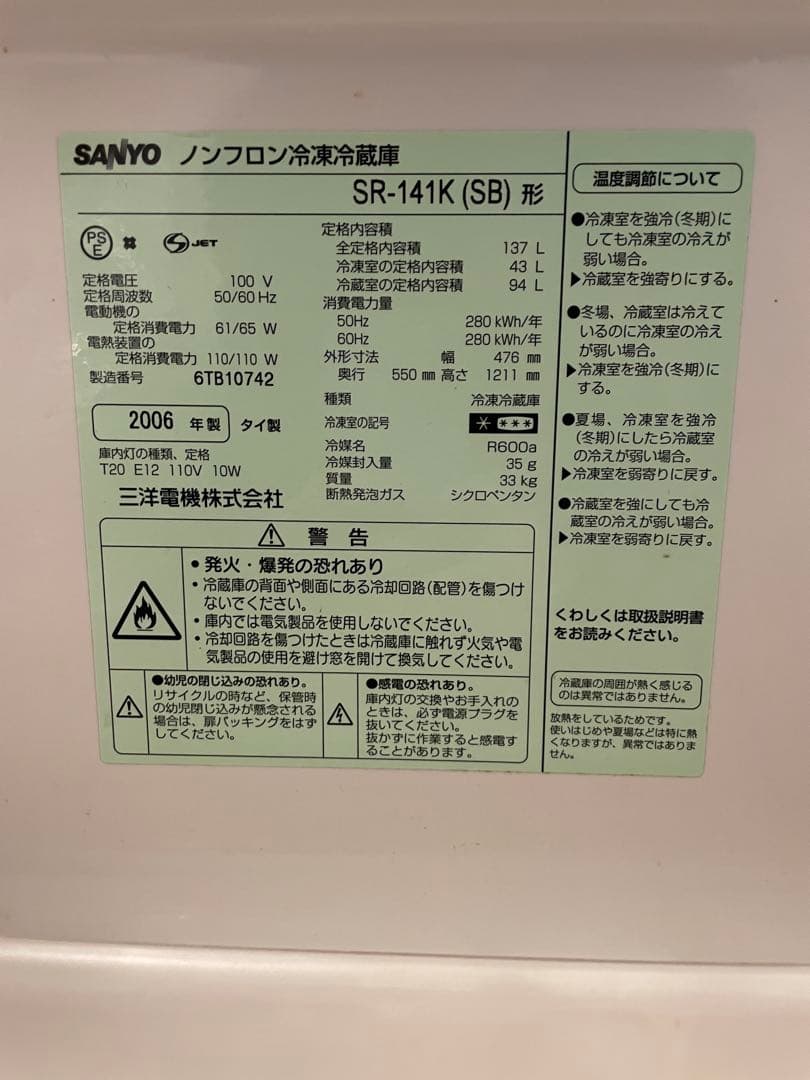 SANYO ノンフロン冷凍冷蔵庫
SR-141K (SB) 形
PS
E
JET
定格電圧 100 V
定格周波数 50/60 Hz
電動機の
定格消費電力 61/65 W
電熱装置の
定格消費電力 110/110 W
製造番号 6TB10742
2006 年製 タイ製
庫内灯の種類、定格
T20 E12 110V 10W
三洋電機株式会社
定格内容積
全定格内容積 137 L
冷凍室の定格内容積 43 L
冷蔵室の定格内容積 94 L
消費電力量
50Hz 280 kWh/年
60Hz 280 kWh/年
外形寸法 幅 476 mm
奥行 550 mm 高さ 1211 mm
種類 冷凍冷蔵庫
冷凍室の記号 * ***
冷媒名 R600a
冷媒封入量 35 g
質量 33 kg
断熱発泡ガス シクロペンタン
警 告
・発火・爆発の恐れあり
・冷蔵庫の背面や側面にある冷却回路(配管)を傷つけ
ないでください。
・庫内では電気製品を使用しないでください。
・冷却回路を傷つけたときは冷蔵庫に触れず火気や電
気製品の使用を避け窓を開けて換気してください。
●幼児の閉じ込みの恐れあり。
リサイクルの時など、保管時
の幼児閉じ込みが懸念される
場合は、扉パッキングをはず
してください。
●感電の恐れあり。
庫内灯の交換やお手入れの
ときは、必ず電源プラグを
抜いてください。
抜かずに作業すると感電す
ることがあります。
温度調節について
●冷凍室を強冷(冬期)に
しても冷凍室の冷えが
弱い場合。
▶冷蔵室を強寄りにする。
●冬場、冷蔵室は冷えて
いるのに冷凍室の冷え
が弱い場合。
▶冷凍室を強冷(冬期)に
する。
●夏場、冷凍室を強冷
(冬期)にしたら冷蔵室
の冷えが弱い場合。
▶冷凍室を弱寄りに戻す。
●冷蔵室を強にしても冷
蔵室の冷えが弱い場合。
▶冷凍室を弱寄りに戻す。
くわしくは取扱説明書
をお読みください。
冷蔵庫の周囲が熱く感じる
のは異常ではありません。
放熱をしているためです。
使いはじめや夏場などは特に熱
くなりますが、異常ではありま
せん。